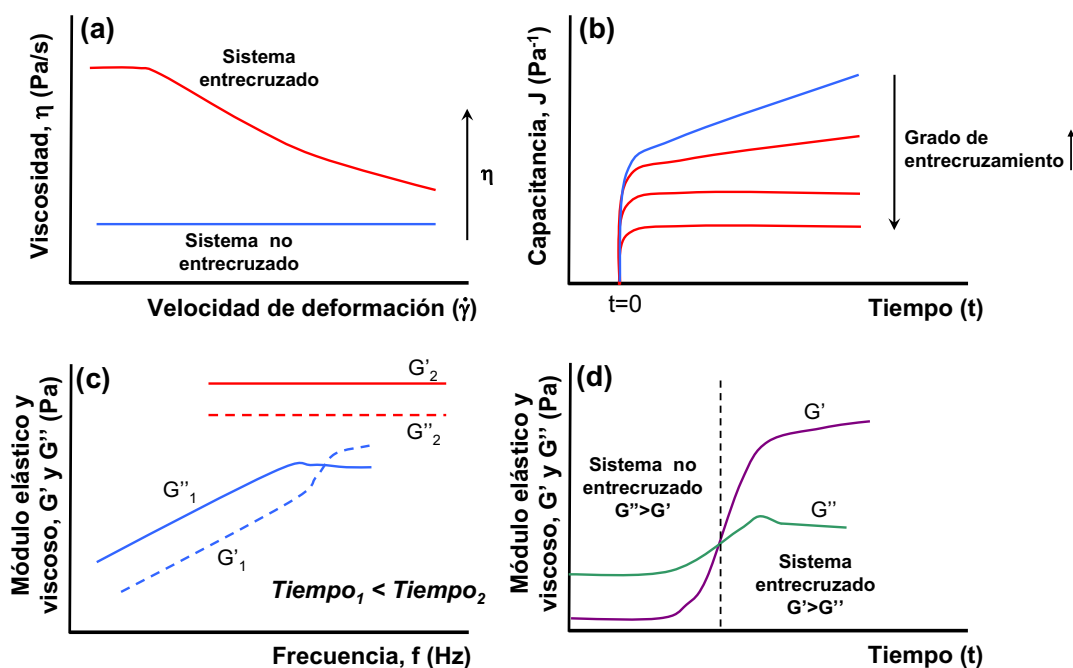 (a)
Viscosidad, η (Pa/s)
Sistema
entrecruzado
η
Sistema no
entrecruzado
Velocidad de deformación (γ̇)
(b)
Capacitancia, J (Pa⁻¹)
Grado de
entrecruzamiento
t=0
Tiempo (t)
(c)
Módulo elástico y
viscoso, G' y G'' (Pa)
G'₂
G''₂
G''₁
G'₁
Tiempo₁ < Tiempo₂
Frecuencia, f (Hz)
(d)
Módulo elástico y
viscoso, G' y G'' (Pa)
G'
Sistema no
entrecruzado
G''>G'
G''
Sistema
entrecruzado
G'>G''
Tiempo (t)